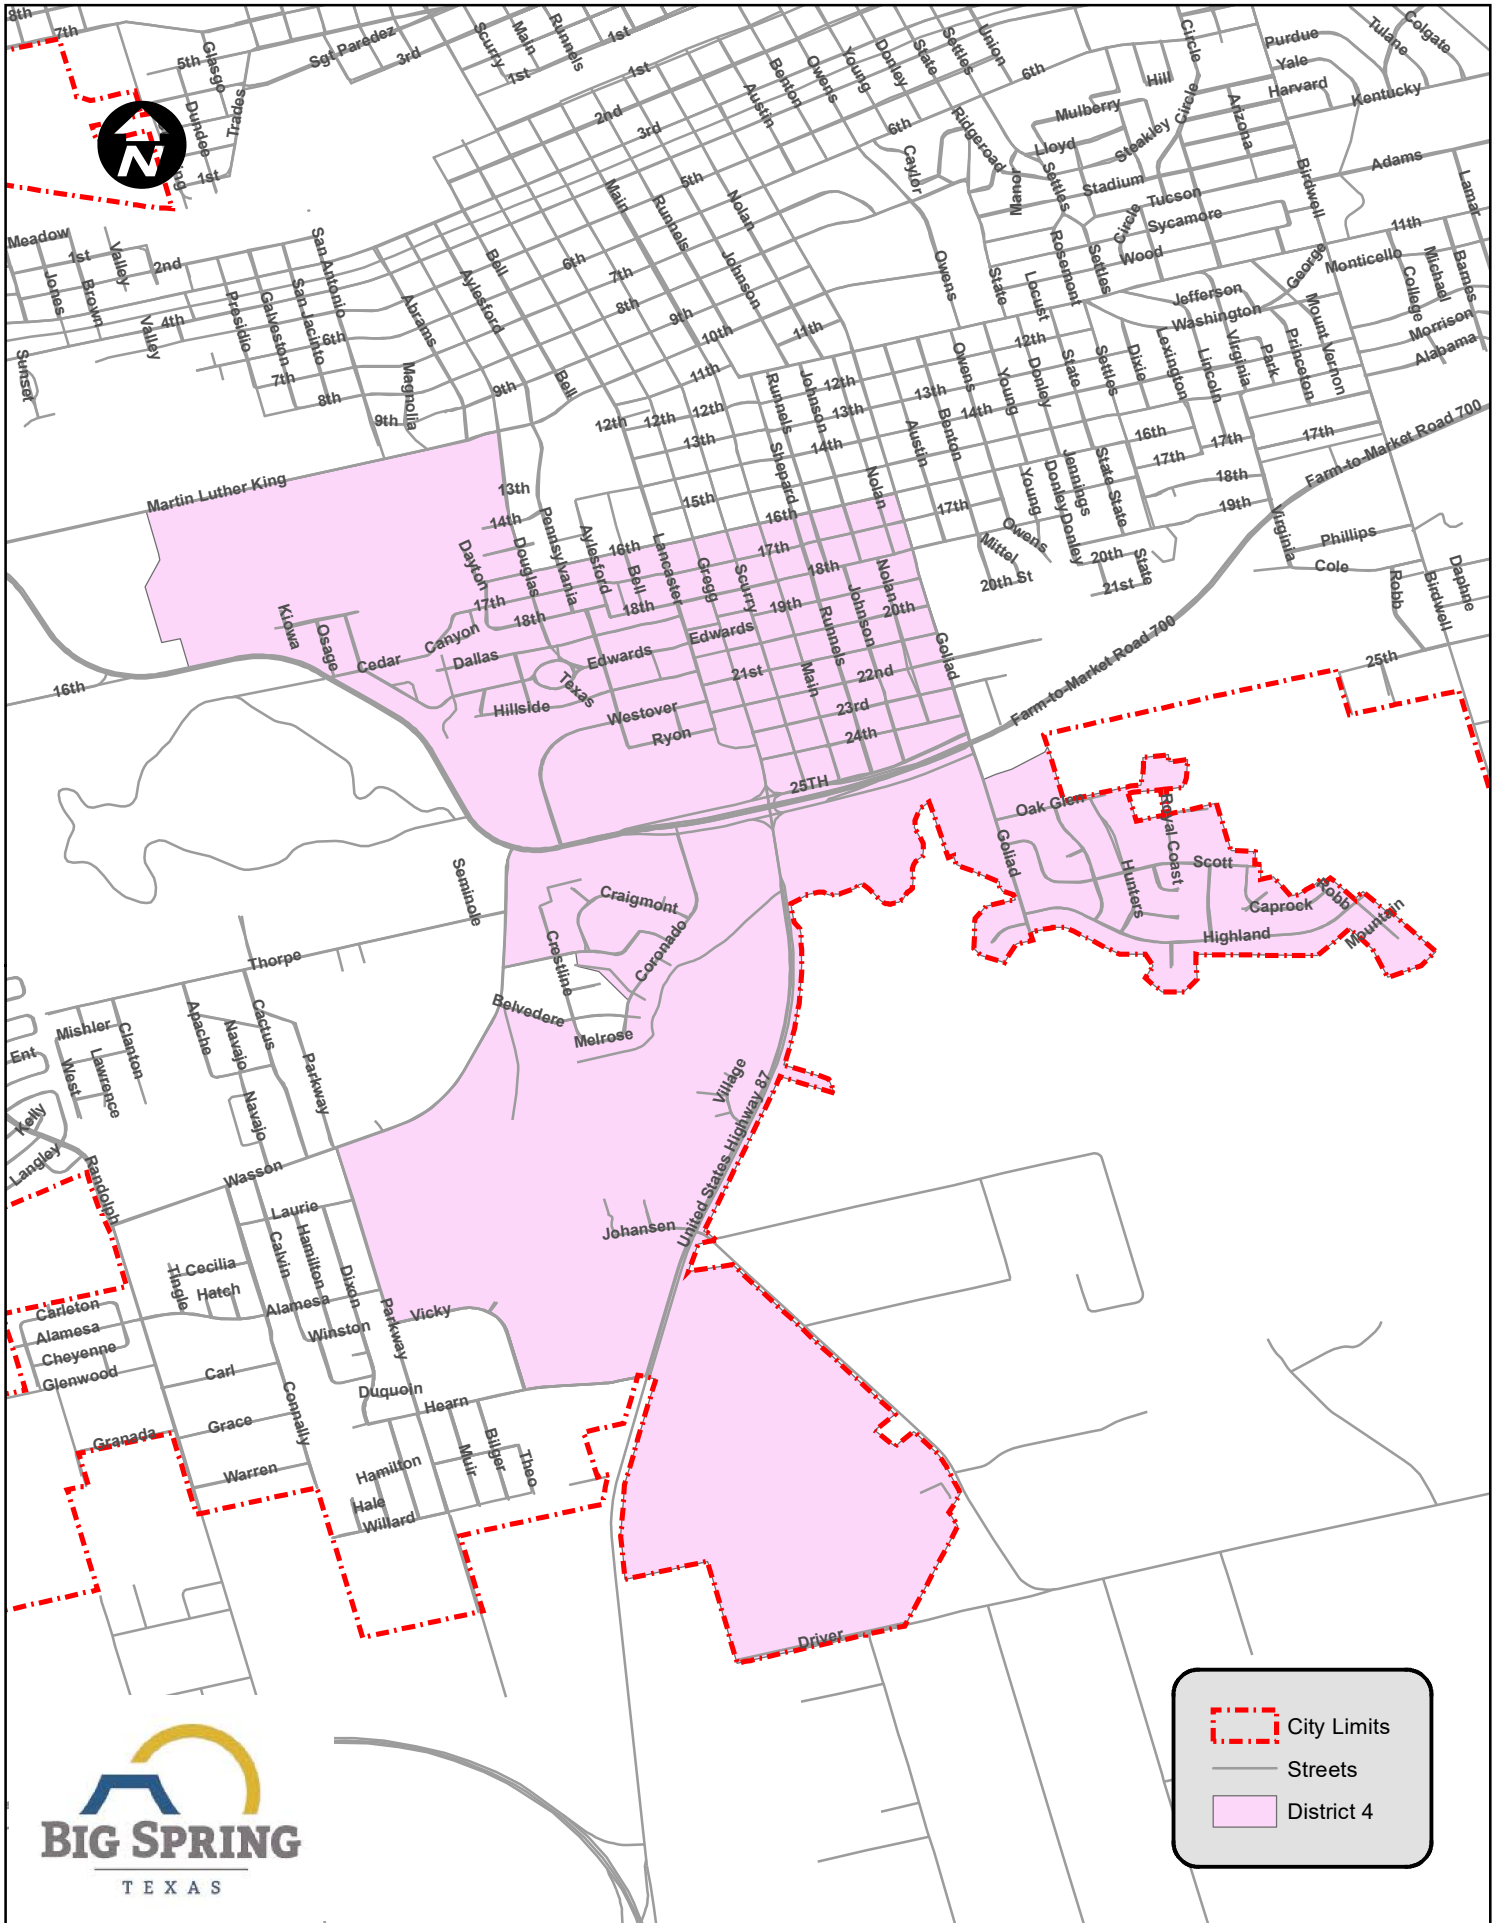 8th
7th
5th
Glasgo
Sgt Paredez
3rd
Scurry
Main
Runnels
1st
1st
1st
Dundee
Trades
1st
N
2nd
3rd
5th
Austin
Benton
Owens
Young
Donley
State
Settles
Union
6th
6th
Ridgeroad
Caylor
Circle
Hill
Mulberry
Lloyd
Steakley
Circle
Purdue
Yale
Harvard
Tulane
Colgate
Kentucky
Arizona
Adams
Birdwell
Lamar
Manor
Settles
Stadium
Tucson
Sycamore
Circle
Wood
11th
Meadow
1st
Valley
2nd
Jones
Brown
Valley
4th
Sunset
San Antonio
San Jacinto
Galveston
Presidio
6th
7th
8th
9th
Abrams
Magnolia
Bell
Aylesford
9th
Bell
Main
Runnels
Nolan
Johnson
6th
7th
8th
9th
10th
11th
11th
Owens
State
Locust
Rosemont
Settles
Jefferson
Washington
George
Monticello
College
Michael
Barnes
Morrison
Alabama
Mount Vernon
Princeton
Park
Virginia
Lincoln
Lexington
Dixie
Settles
State
Donley
Young
Owens
12th
12th
12th
12th
12th
13th
13th
13th
14th
14th
Runnels
Johnson
Shepard
Nolan
Austin
Benton
15th
16th
16th
17th
17th
17th
17th
18th
19th
Farm-to-Market Road 700
Virginia
Phillips
Cole
Robb
Birdwell
Daphne
25th
Young
Donley
Jennings
Donley
State
State
Owens
Mittel
17th
20th St
20th
21st
State
Martin Luther King
13th
14th
Dayton
Douglas
Pennsylvania
Aylesford
16th
Bell
Lancaster
Gregg
Scurry
17th
18th
19th
20th
Nolan
Johnson
Runnels
Goliad
17th
18th
18th
Kiowa
Osage
Cedar
Canyon
Dallas
Edwards
Edwards
Texas
Hillside
Westover
Ryon
21st
Main
22nd
23rd
24th
25TH
Farm-to-Market Road 700
16th
Oak Glen
Goliad
Royal Coast
Hunters
Scott
Caprock
Robb
Mountain
Highland
Seminole
Craigmont
Crestline
Coronado
Belvedere
Melrose
Thorpe
Mishler
Clanton
Apache
Navajo
Cactus
Parkway
Navajo
Ent
West
Lawrence
Kelly
Langley
Randolph
Wasson
Village
United States Highway 87
Johansen
Laurie
Calvin
Hamilton
Dixon
Tingle
Cecilia
Hatch
Alamesa
Winston
Parkway
Vicky
Carleton
Alamesa
Cheyenne
Glenwood
Carl
Duquoin
Hearn
Granada
Grace
Connally
Warren
Hamilton
Hale
Willard
Muir
Bilger
Theo
Driver
City Limits
Streets
District 4
BIG SPRING
TEXAS